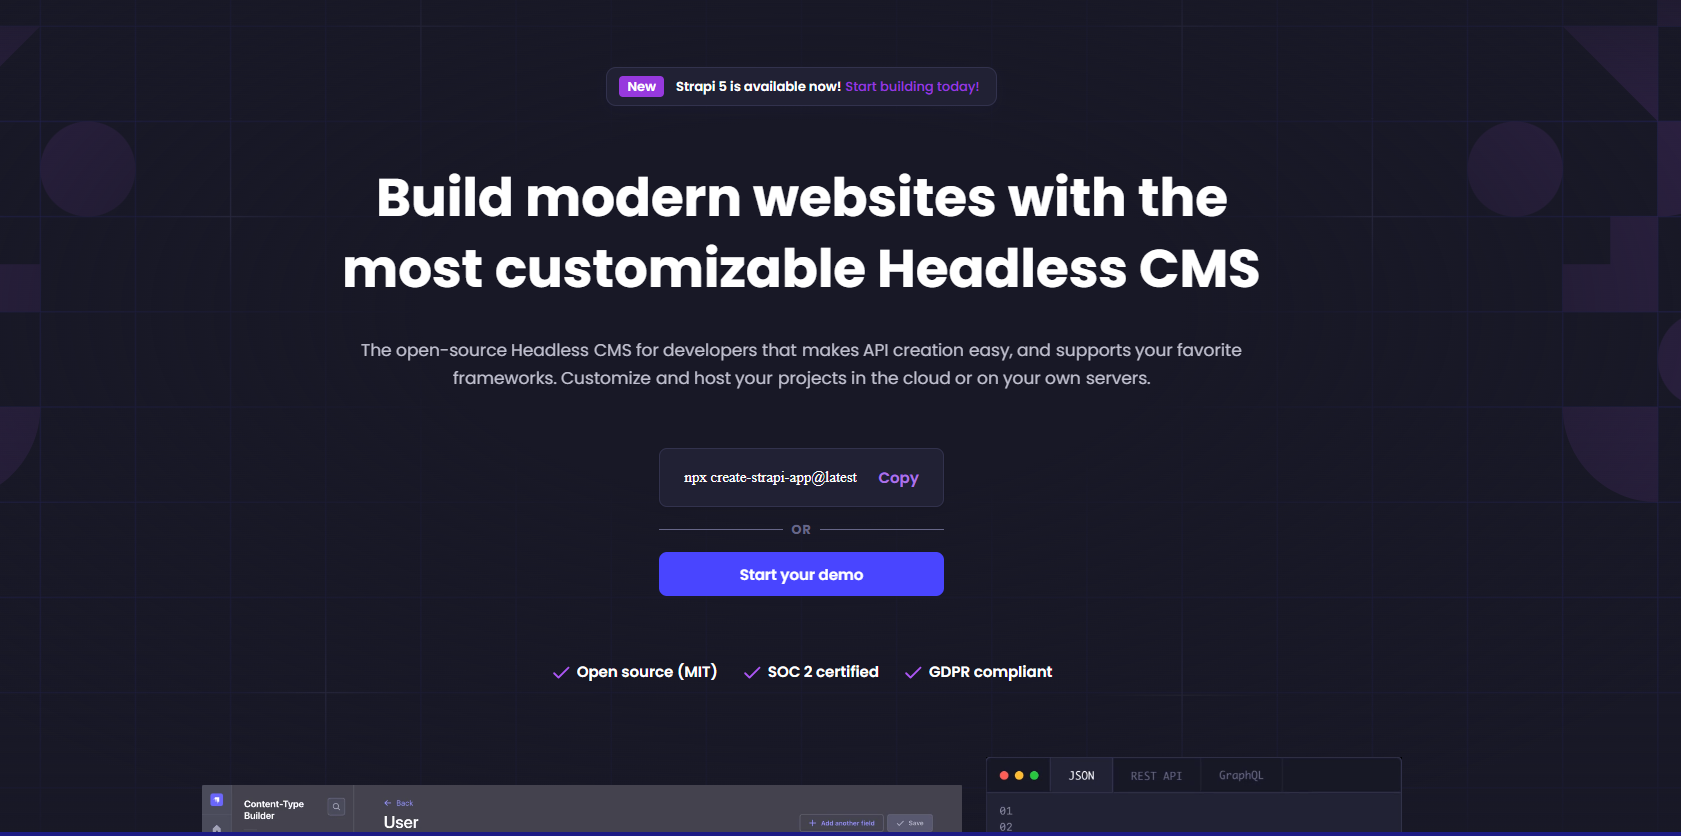 New Strapi 5 is available now! Start building today!
Build modern websites with the
most customizable Headless CMS
The open-source Headless CMS for developers that makes API creation easy, and supports your favorite
frameworks. Customize and host your projects in the cloud or on your own servers.
npx create-strapi-app@latest Copy
OR
Start your demo
Open source (MIT) SOC 2 certified GDPR compliant
JSON REST API GraphQL
Content-Type
Builder
Back
User
Add another field Save
01
02